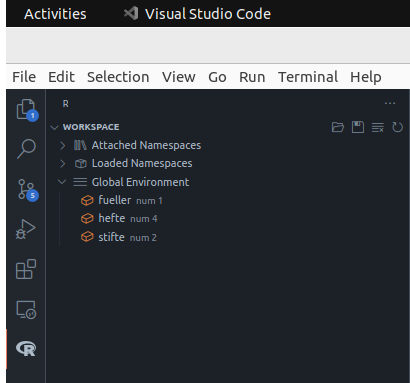 Activities Visual Studio Code
File Edit Selection View Go Run Terminal Help
R ...
WORKSPACE
1
Attached Namespaces
Loaded Namespaces
5
Global Environment
fueller num 1
hefte num 4
stifte num 2
R